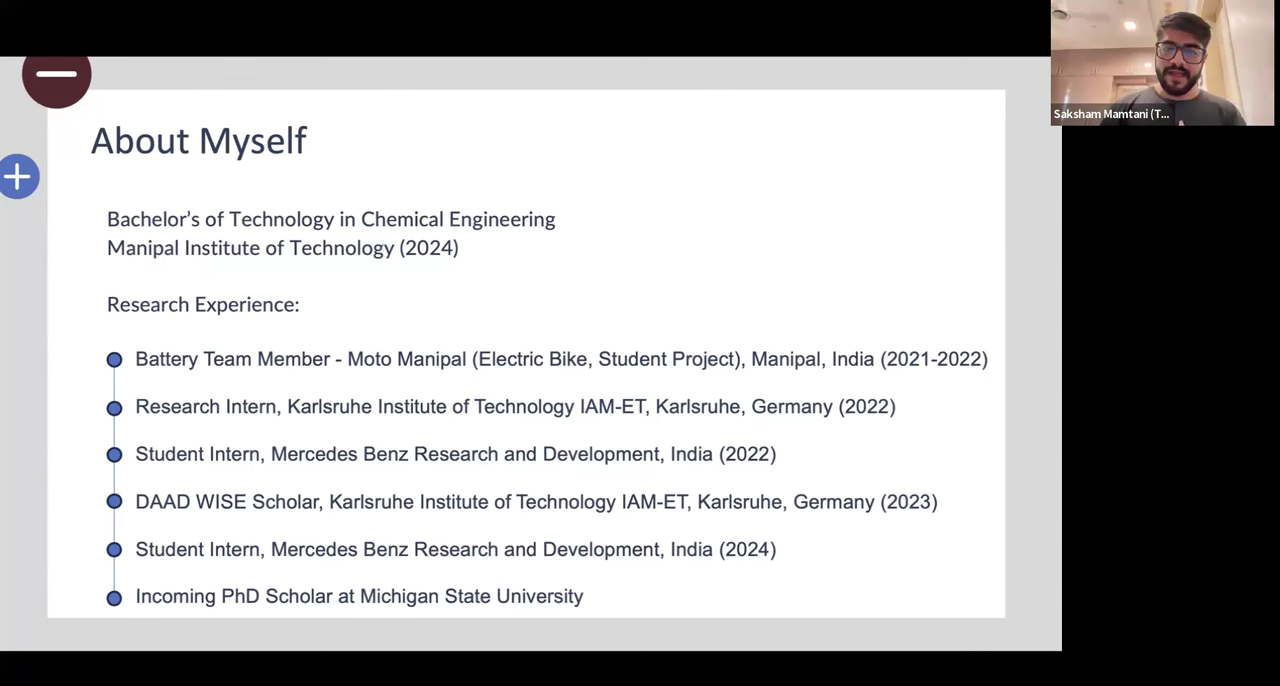 About Myself
Bachelor’s of Technology in Chemical Engineering
Manipal Institute of Technology (2024)
Research Experience:
Battery Team Member - Moto Manipal (Electric Bike, Student Project), Manipal, India (2021-2022)
Research Intern, Karlsruhe Institute of Technology IAM-ET, Karlsruhe, Germany (2022)
Student Intern, Mercedes Benz Research and Development, India (2022)
DAAD WISE Scholar, Karlsruhe Institute of Technology IAM-ET, Karlsruhe, Germany (2023)
Student Intern, Mercedes Benz Research and Development, India (2024)
Incoming PhD Scholar at Michigan State University
Saksham Mamtani (T...